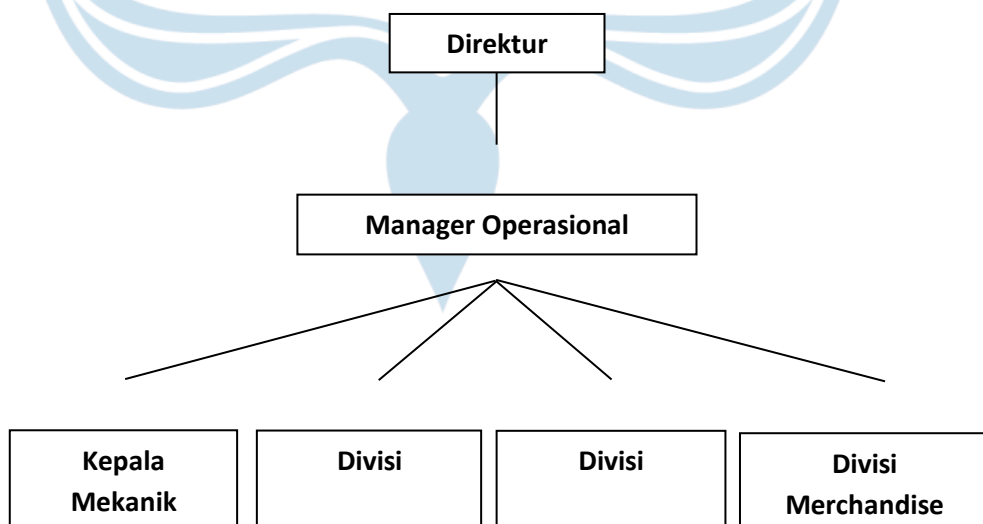 Direktur
Manager Operasional
Kepala
Mekanik
Divisi
Divisi
Divisi
Merchandise